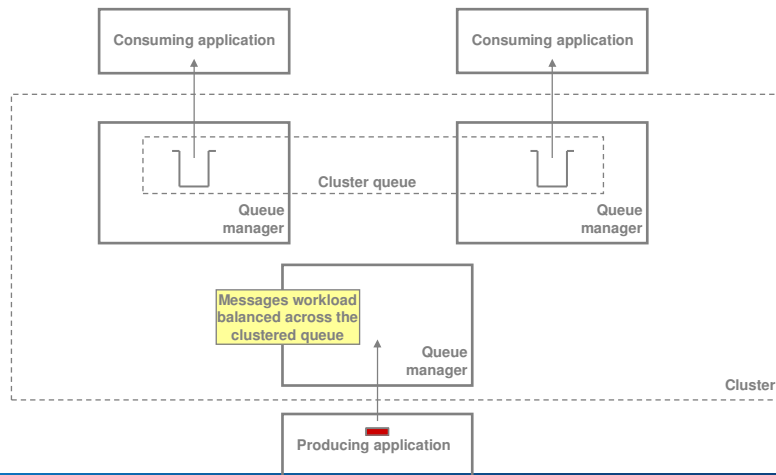 Consuming application
Consuming application
Cluster queue
Queue
manager
Queue
manager
Messages workload
balanced across the
clustered queue
Queue
manager
Cluster
Producing application